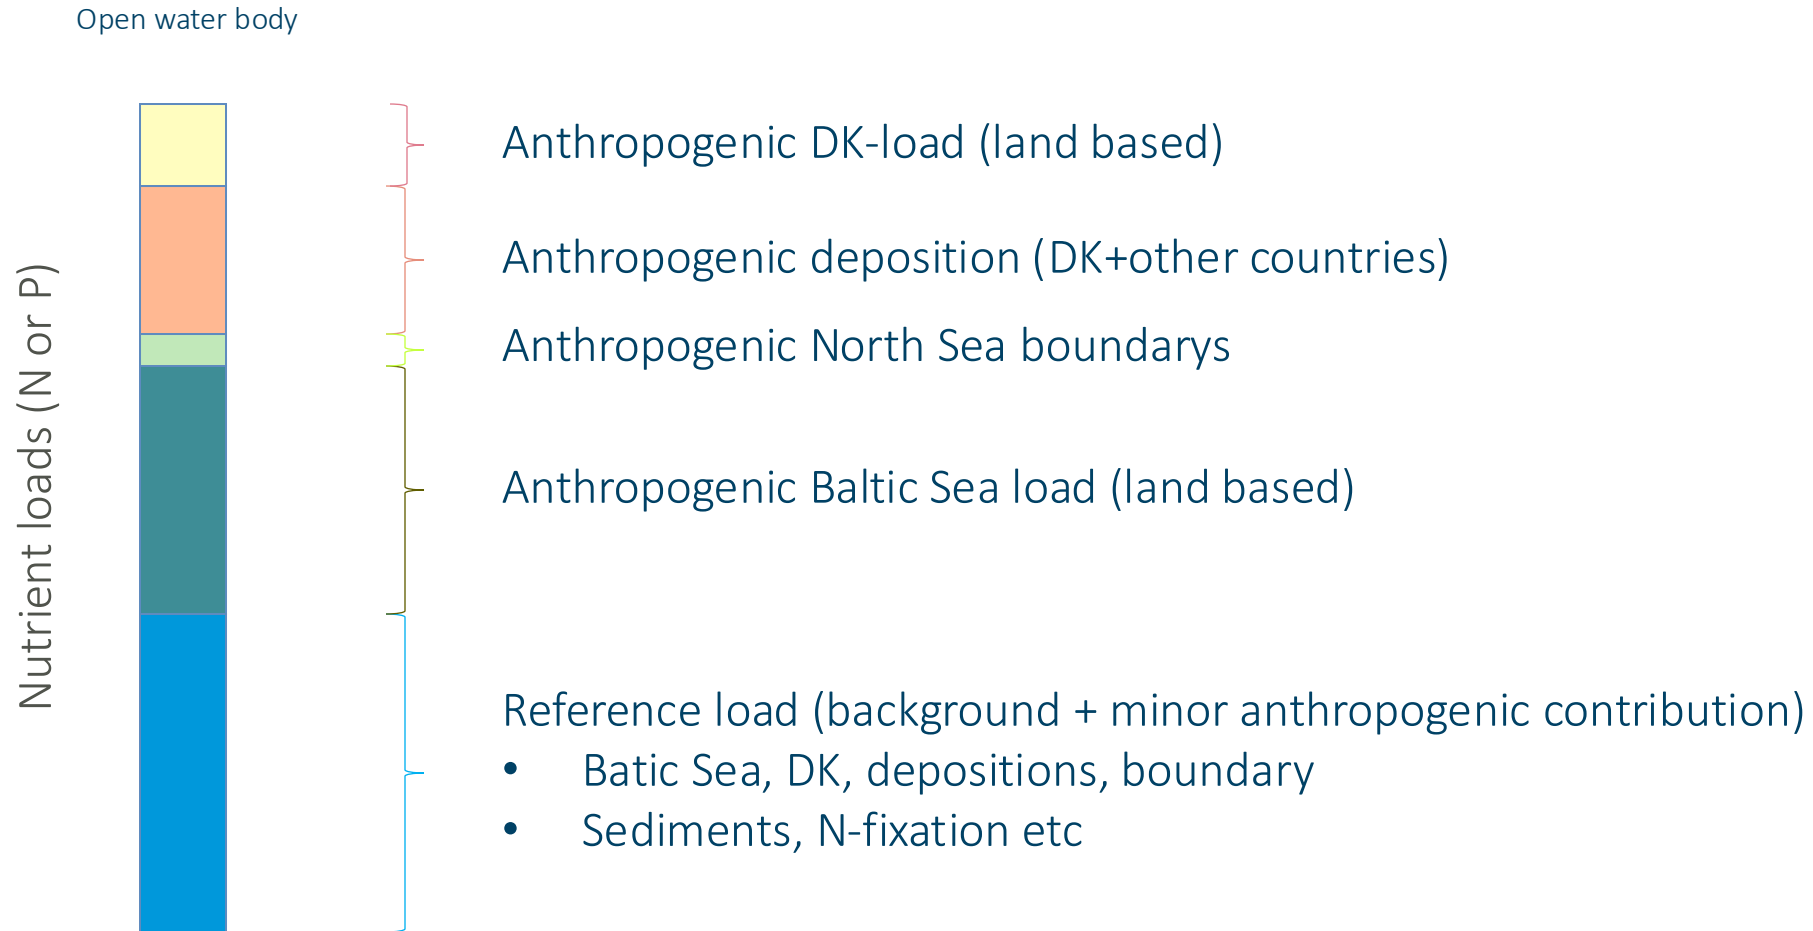 Open water body
Nutrient loads (N or P)
Anthropogenic DK-load (land based)
Anthropogenic deposition (DK+other countries)
Anthropogenic North Sea boundarys
Anthropogenic Baltic Sea load (land based)
Reference load (background + minor anthropogenic contribution)
• Batic Sea, DK, depositions, boundary
• Sediments, N-fixation etc